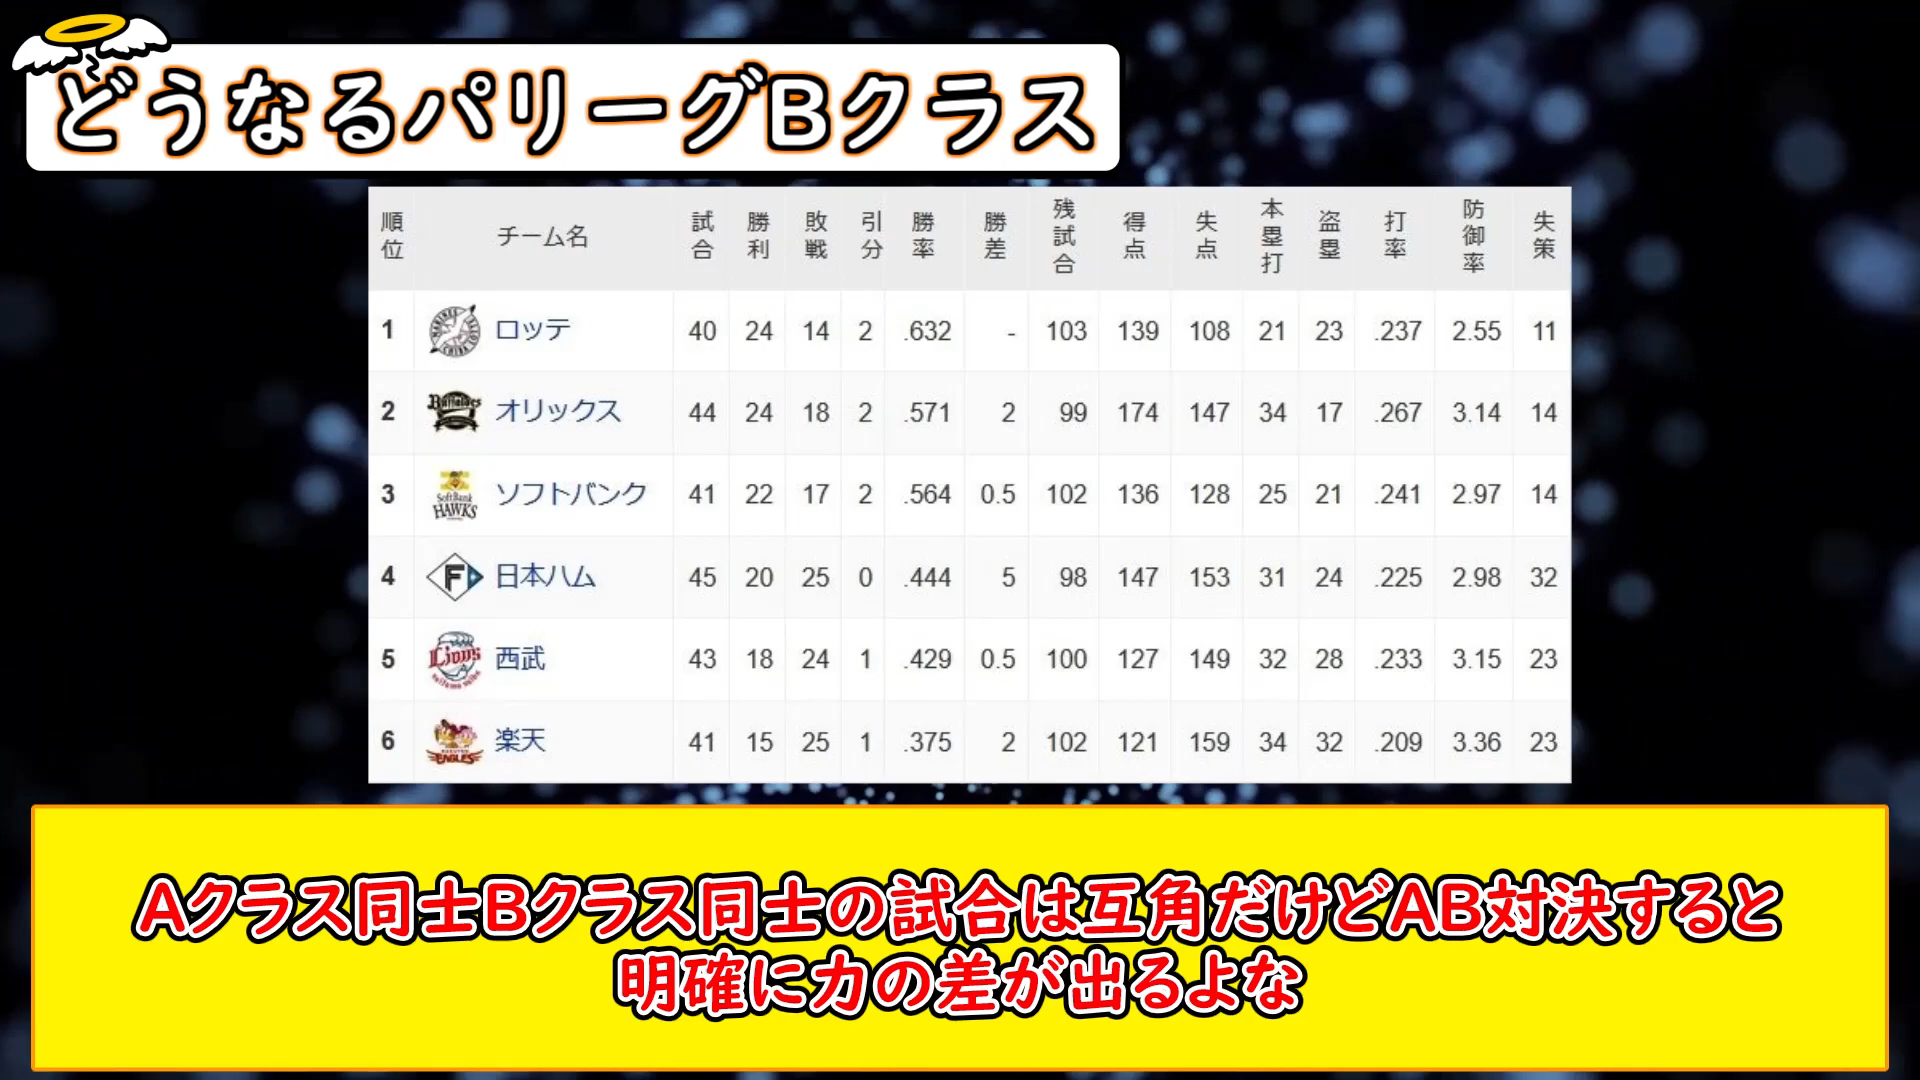 どうなるパリーグBクラス
順位 チーム名 試合 勝利 敗戦 引分 勝率 勝差 残試合 得点 失点 本塁打 盗塁 打率 防御率 失策
1 ロッテ 40 24 14 2 .632 - 103 139 108 21 23 .237 2.55 11
2 Buffaloes オリックス 44 24 18 2 .571 2 99 174 147 34 17 .267 3.14 14
3 SoftBank HAWKS ソフトバンク 41 22 17 2 .564 0.5 102 136 128 25 21 .241 2.97 14
4 F 日本ハム 45 20 25 0 .444 5 98 147 153 31 24 .225 2.98 32
5 Lions 西武 43 18 24 1 .429 0.5 100 127 149 32 28 .233 3.15 23
6 EAGLES 楽天 41 15 25 1 .375 2 102 121 159 34 32 .209 3.36 23
Aクラス同士Bクラス同士の試合は互角だけどAB対決すると
明確に力の差が出るよな